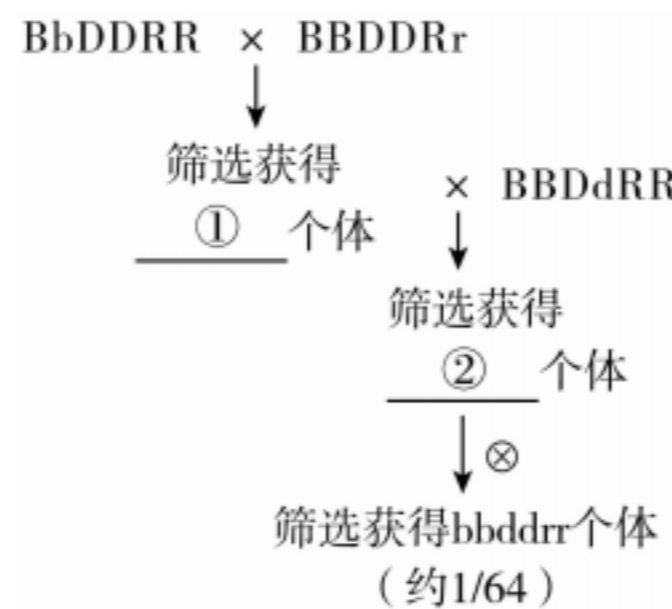 BbDDRR × BBDDRr
筛选获得
① 个体
× BBDdRR
筛选获得
② 个体
⊗
筛选获得bbddrr个体
（约1/64）